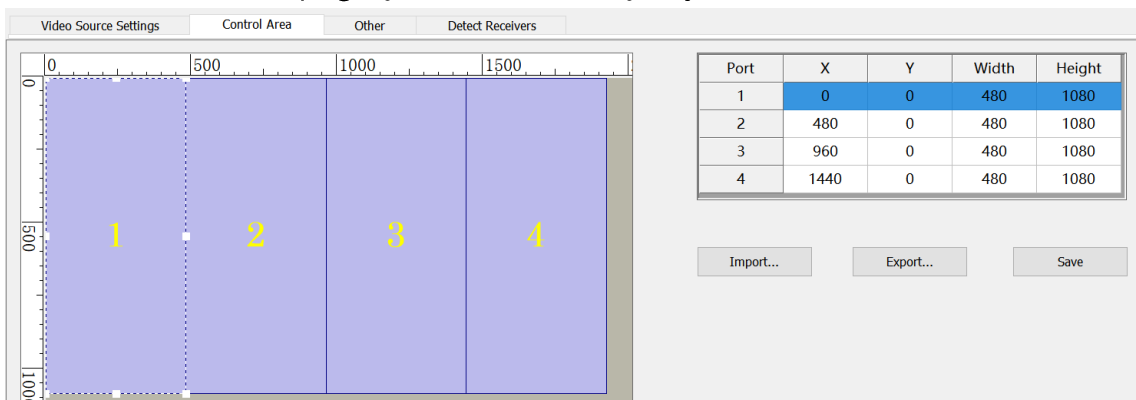 Video Source Settings Control Area Other Detect Receivers
0 500 1000 1500
0
500
1000
1 2 3 4
Port X Y Width Height
1 0 0 480 1080
2 480 0 480 1080
3 960 0 480 1080
4 1440 0 480 1080
Import... Export... Save